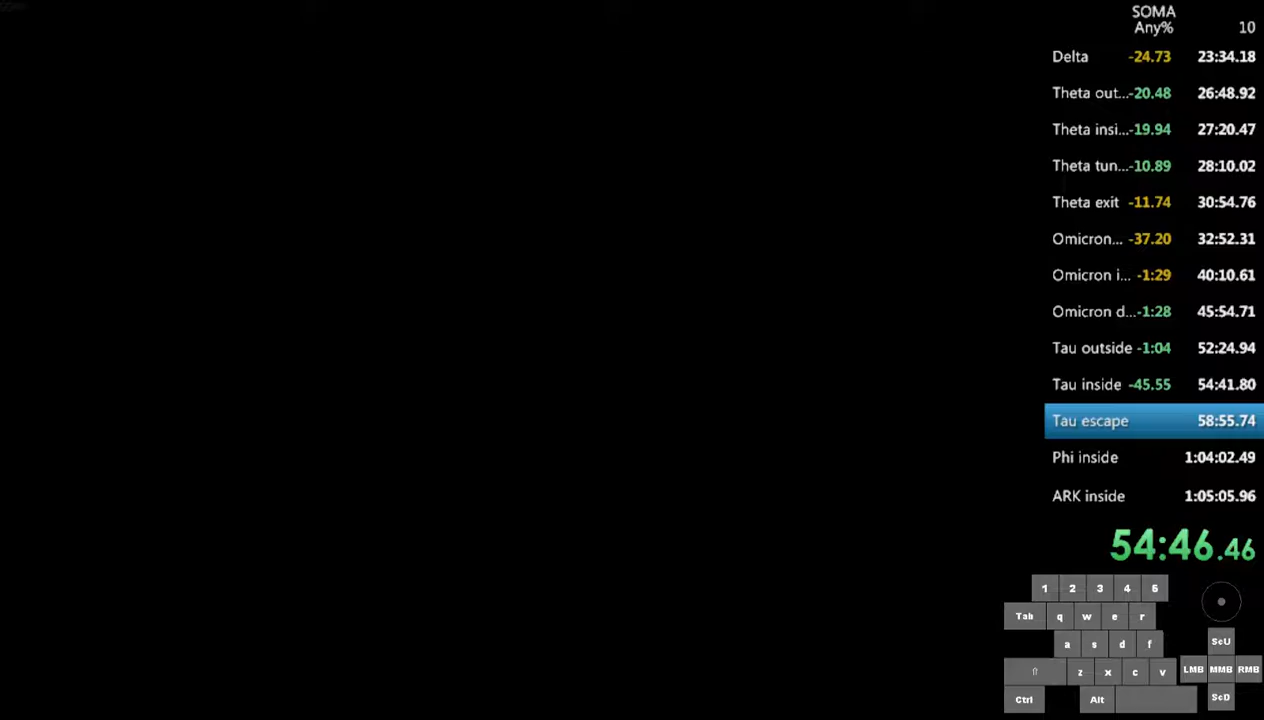 SOMA
Any% 10
Delta -24.73 23:34.18
Theta out...-20.48 26:48.92
Theta insi...-19.94 27:20.47
Theta tun...-10.89 28:10.02
Theta exit -11.74 30:54.76
Omicron... -37.20 32:52.31
Omicron i... -1:29 40:10.61
Omicron d...-1:28 45:54.71
Tau outside -1:04 52:24.94
Tau inside -45.55 54:41.80
Tau escape 58:55.74
Phi inside 1:04:02.49
ARK inside 1:05:05.96
54:46.46
1 2 3 4 5
Tab q w e r
a s d f ScU
⇧ z x c v LMB MMB RMB
Ctrl Alt ScD